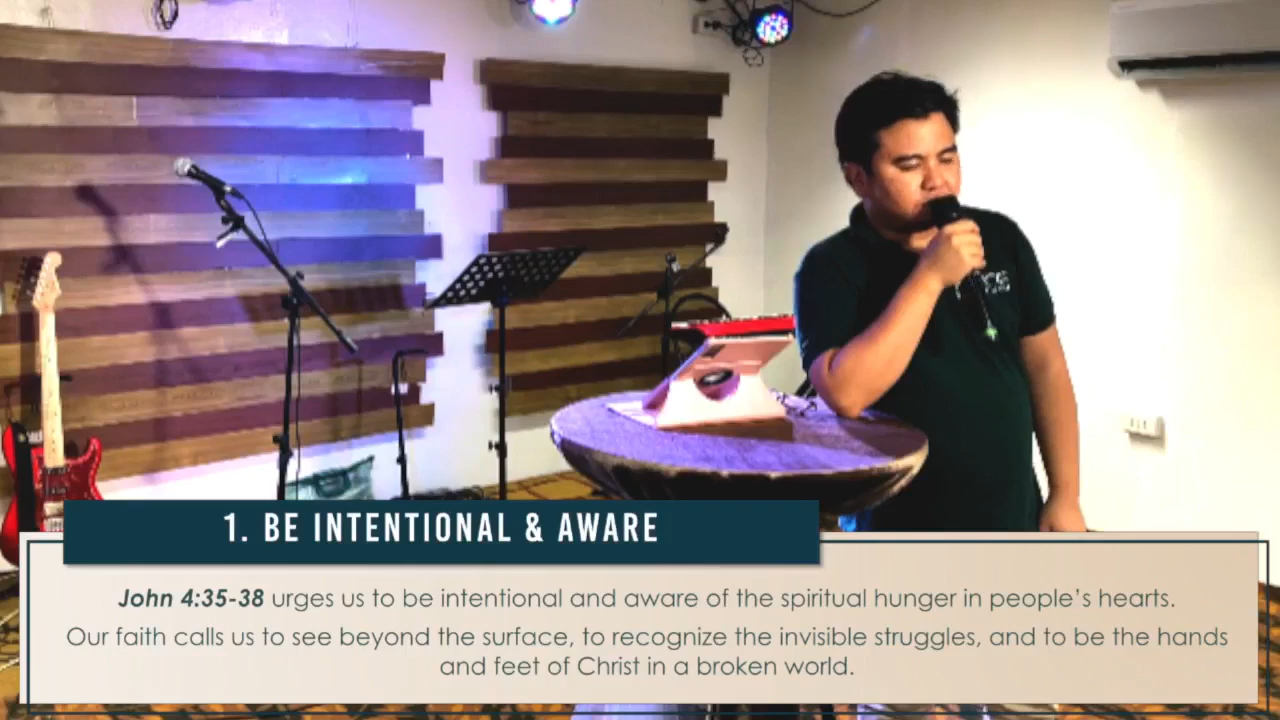 1. BE INTENTIONAL & AWARE
John 4:35-38 urges us to be intentional and aware of the spiritual hunger in people’s hearts.
Our faith calls us to see beyond the surface, to recognize the invisible struggles, and to be the hands
and feet of Christ in a broken world.